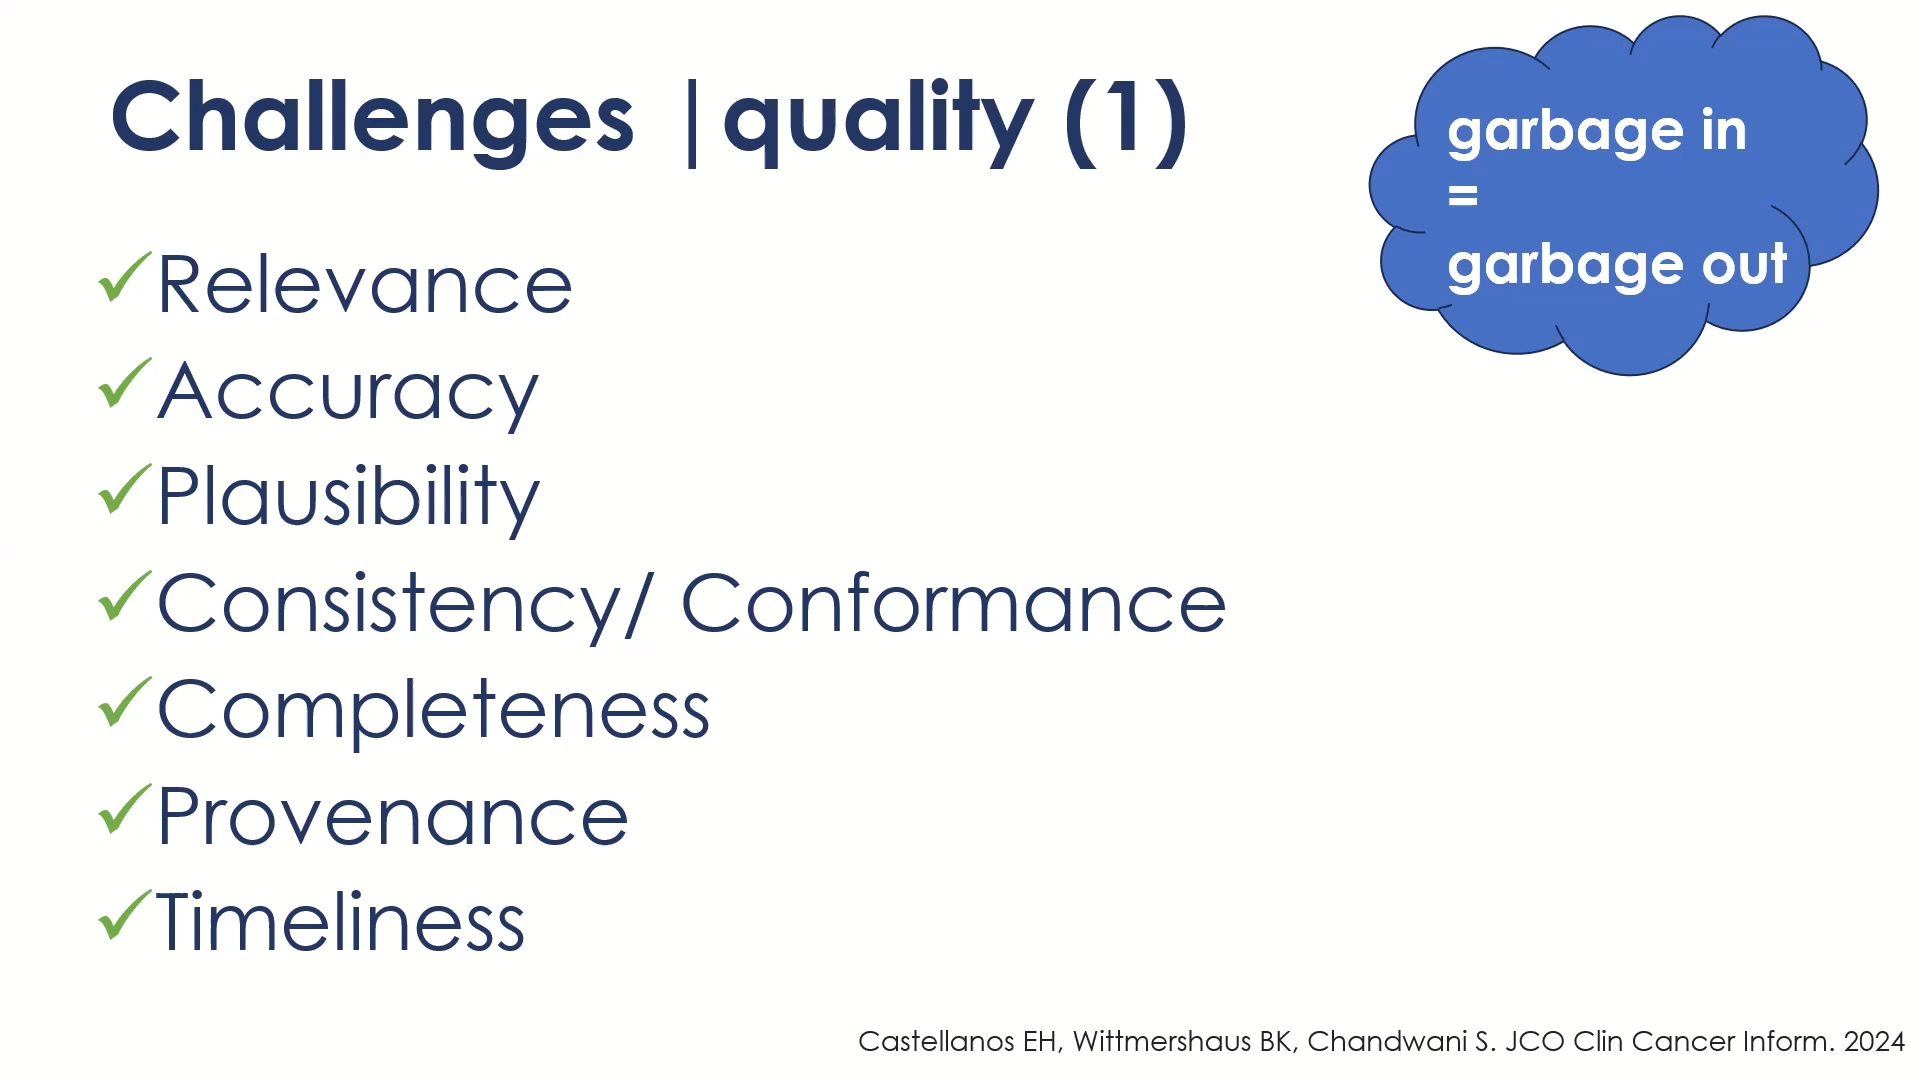 Challenges |quality (1)
garbage in
=
garbage out
✓Relevance
✓Accuracy
✓Plausibility
✓Consistency/ Conformance
✓Completeness
✓Provenance
✓Timeliness
Castellanos EH, Wittmershaus BK, Chandwani S. JCO Clin Cancer Inform. 2024